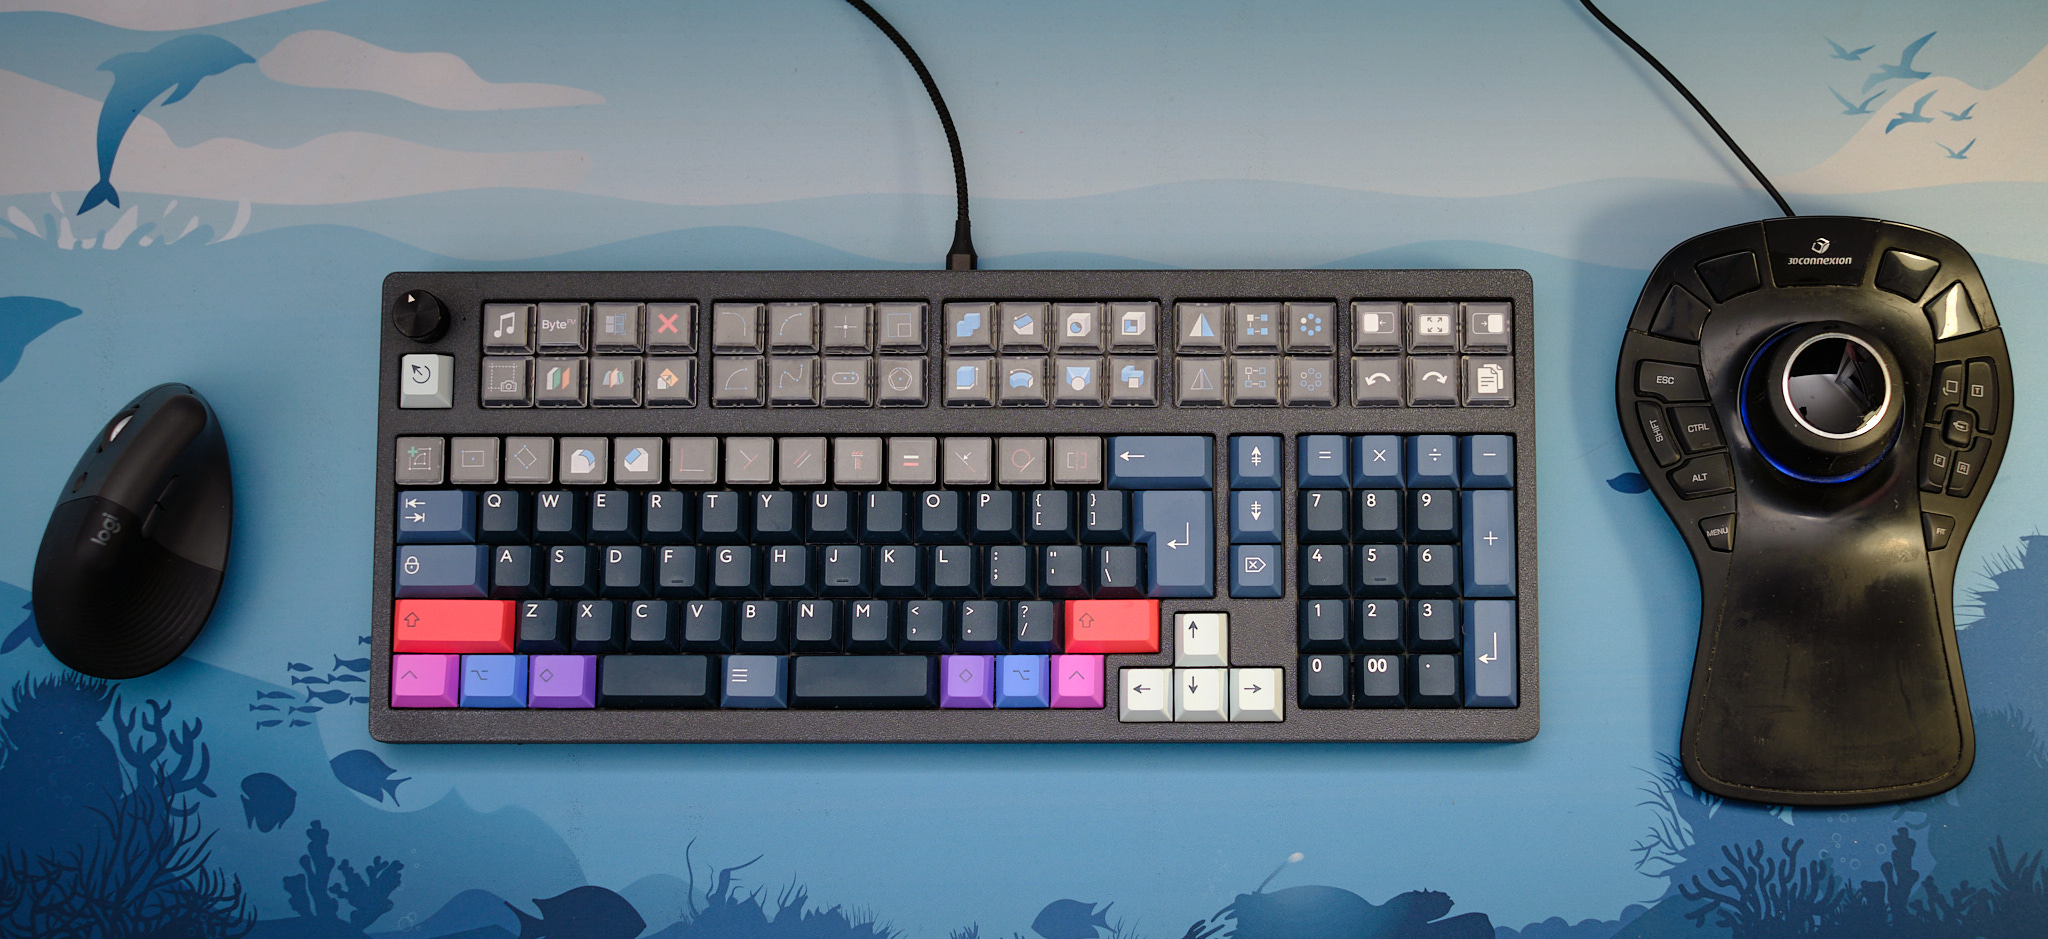 3Dconnexion
Byte™
ESC
T
SHIFT
CTRL
ALT
F
R
MENU
FIT
logi
= × ÷ −
Q W E R T Y U I O P { [ } ] 7 8 9
A S D F G H J K L : ; " ' | \ 4 5 6 +
Z X C V B N M < , > . ? / 1 2 3
0 00 .